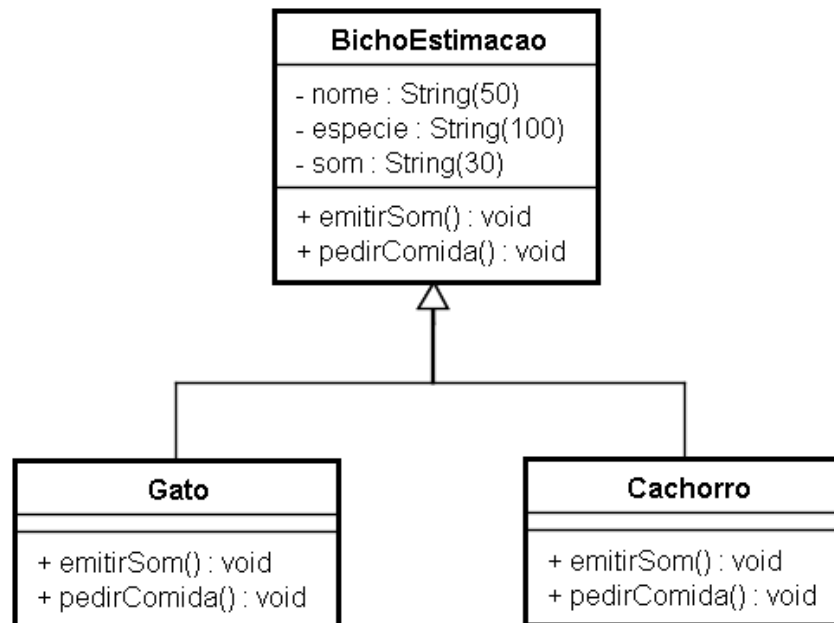 BichoEstimacao
- nome : String(50)
- especie : String(100)
- som : String(30)
+ emitirSom() : void
+ pedirComida() : void
Gato
+ emitirSom() : void
+ pedirComida() : void
Cachorro
+ emitirSom() : void
+ pedirComida() : void